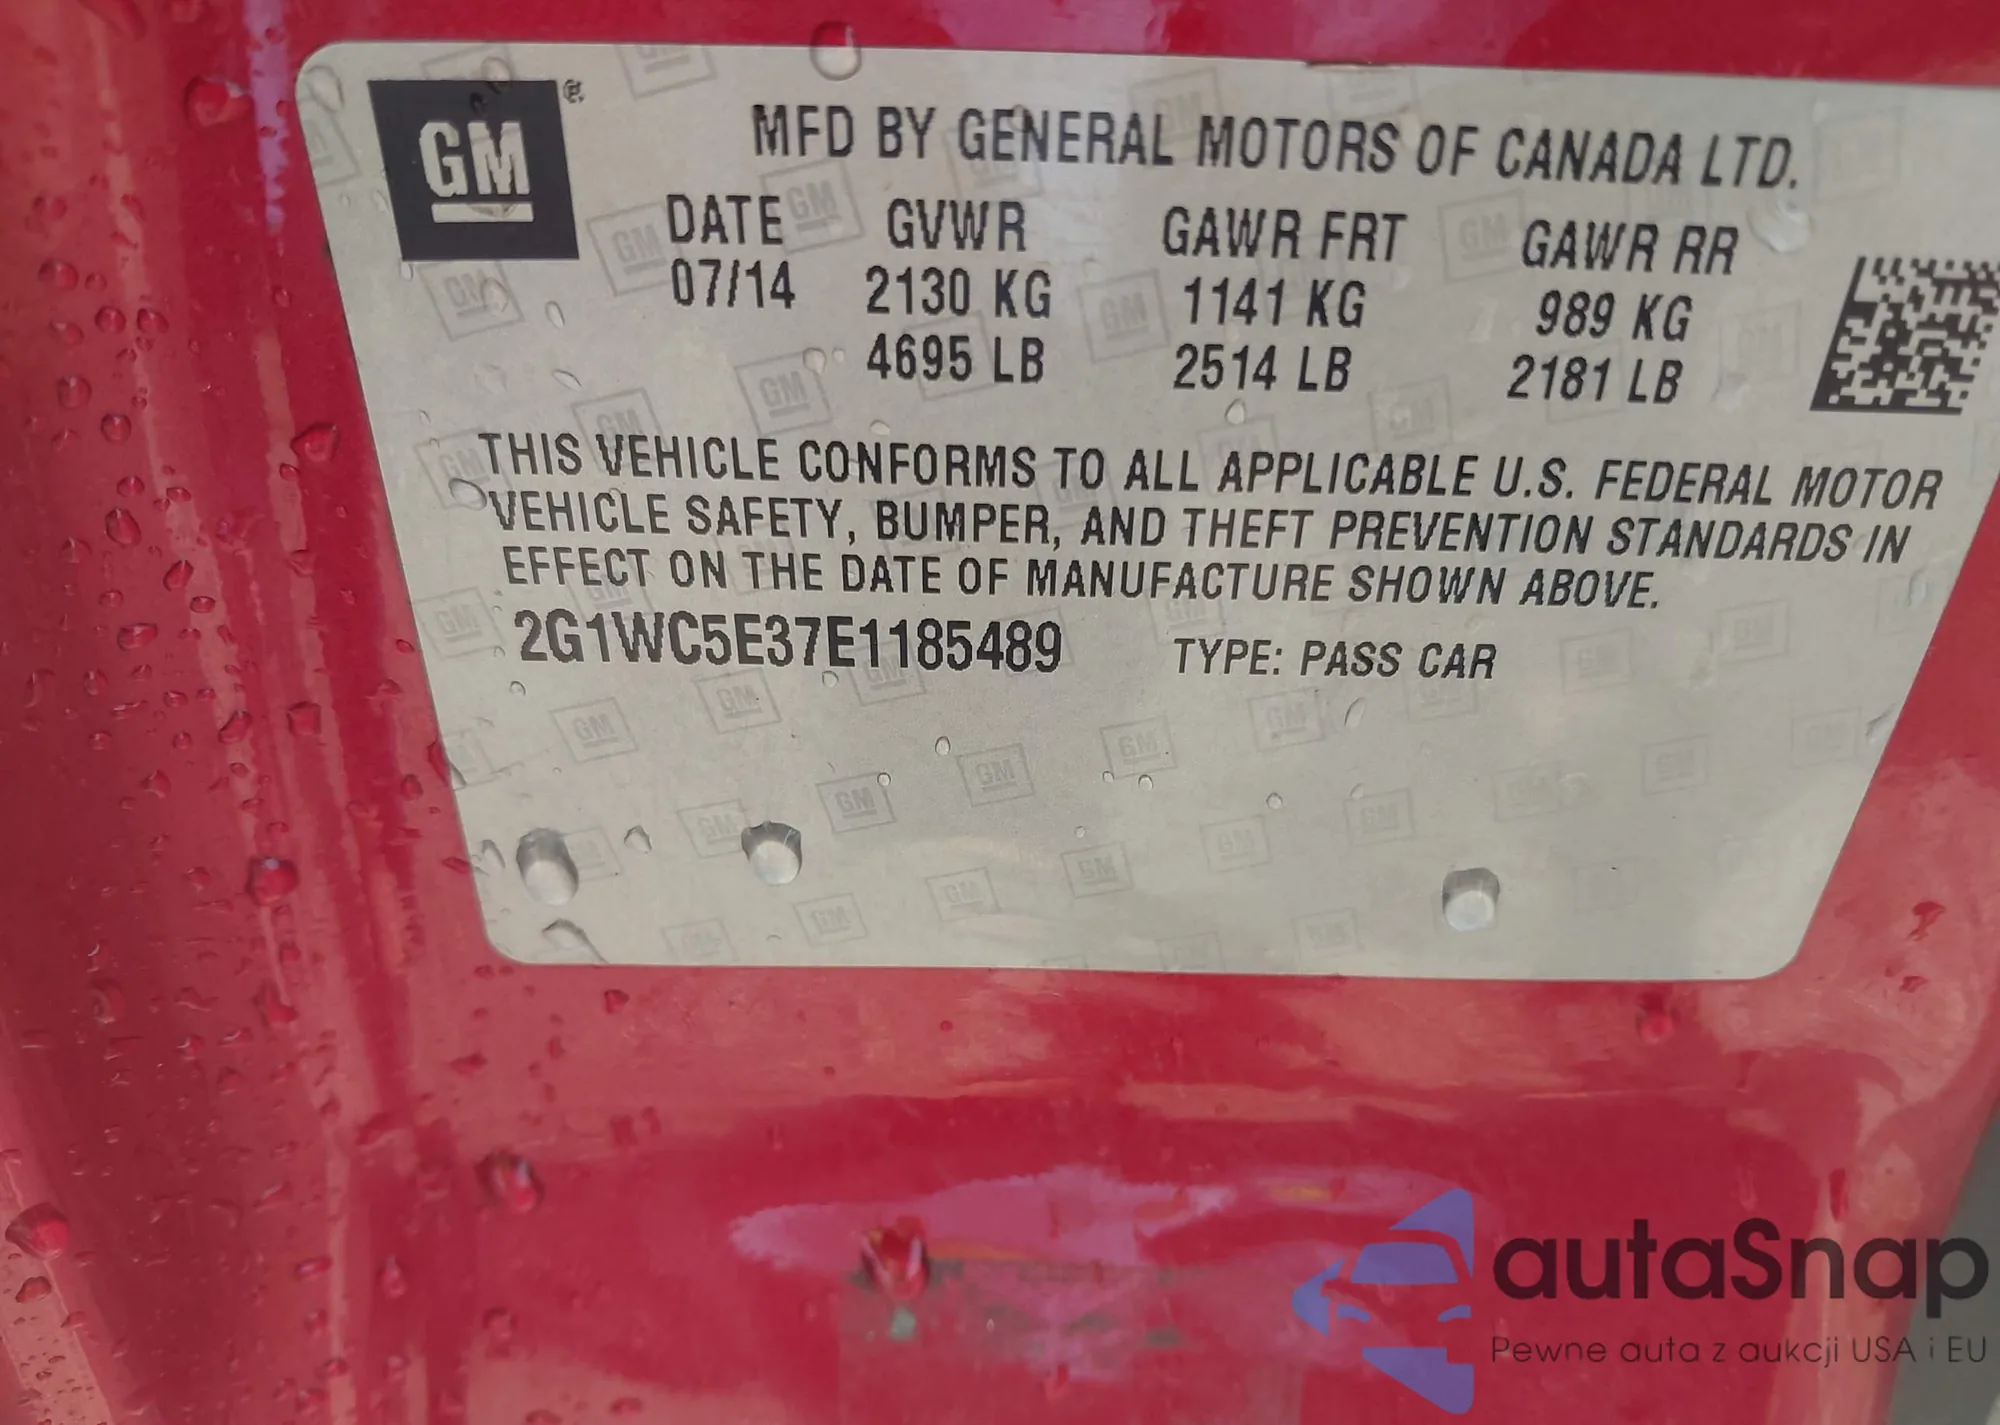 GM
MFD BY GENERAL MOTORS OF CANADA LTD.
DATE GVWR GAWR FRT GAWR RR
07/14 2130 KG 1141 KG 989 KG
4695 LB 2514 LB 2181 LB
THIS VEHICLE CONFORMS TO ALL APPLICABLE U.S. FEDERAL MOTOR
VEHICLE SAFETY, BUMPER, AND THEFT PREVENTION STANDARDS IN
EFFECT ON THE DATE OF MANUFACTURE SHOWN ABOVE.
2G1WC5E37E1185489 TYPE: PASS CAR
autaSnap
Pewne auta z aukcji USA i EU